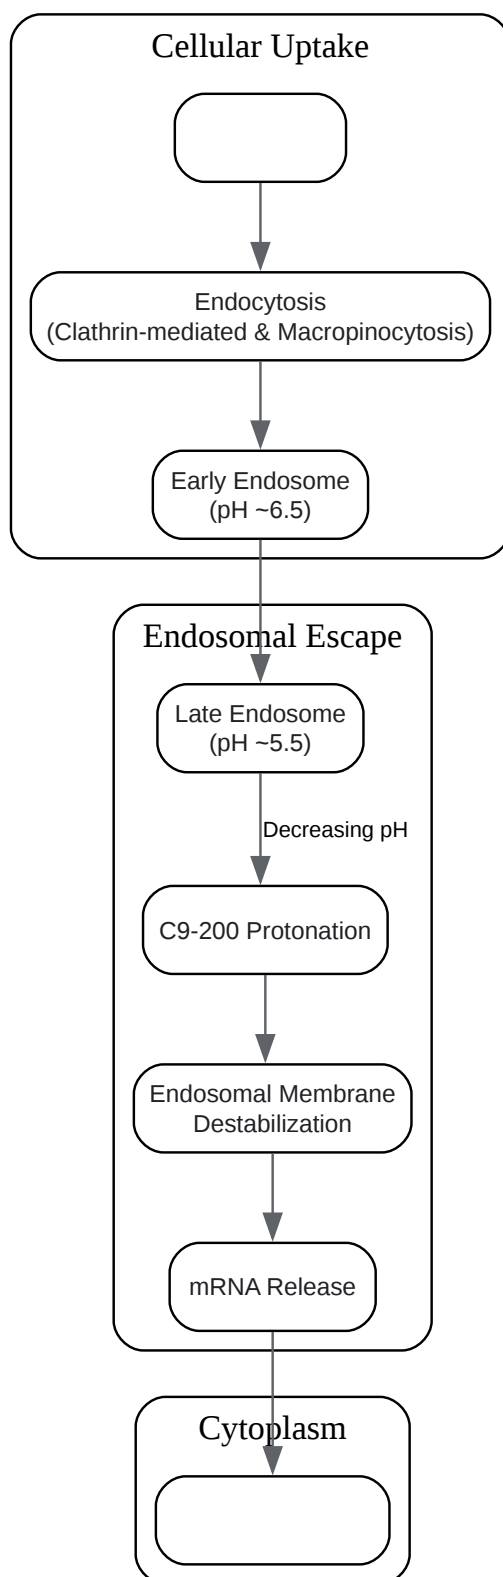 Cellular Uptake
Endocytosis
(Clathrin-mediated & Macropinocytosis)
Early Endosome
(pH ~6.5)
Endosomal Escape
Late Endosome
(pH ~5.5)
Decreasing pH
C9-200 Protonation
Endosomal Membrane
Destabilization
mRNA Release
Cytoplasm